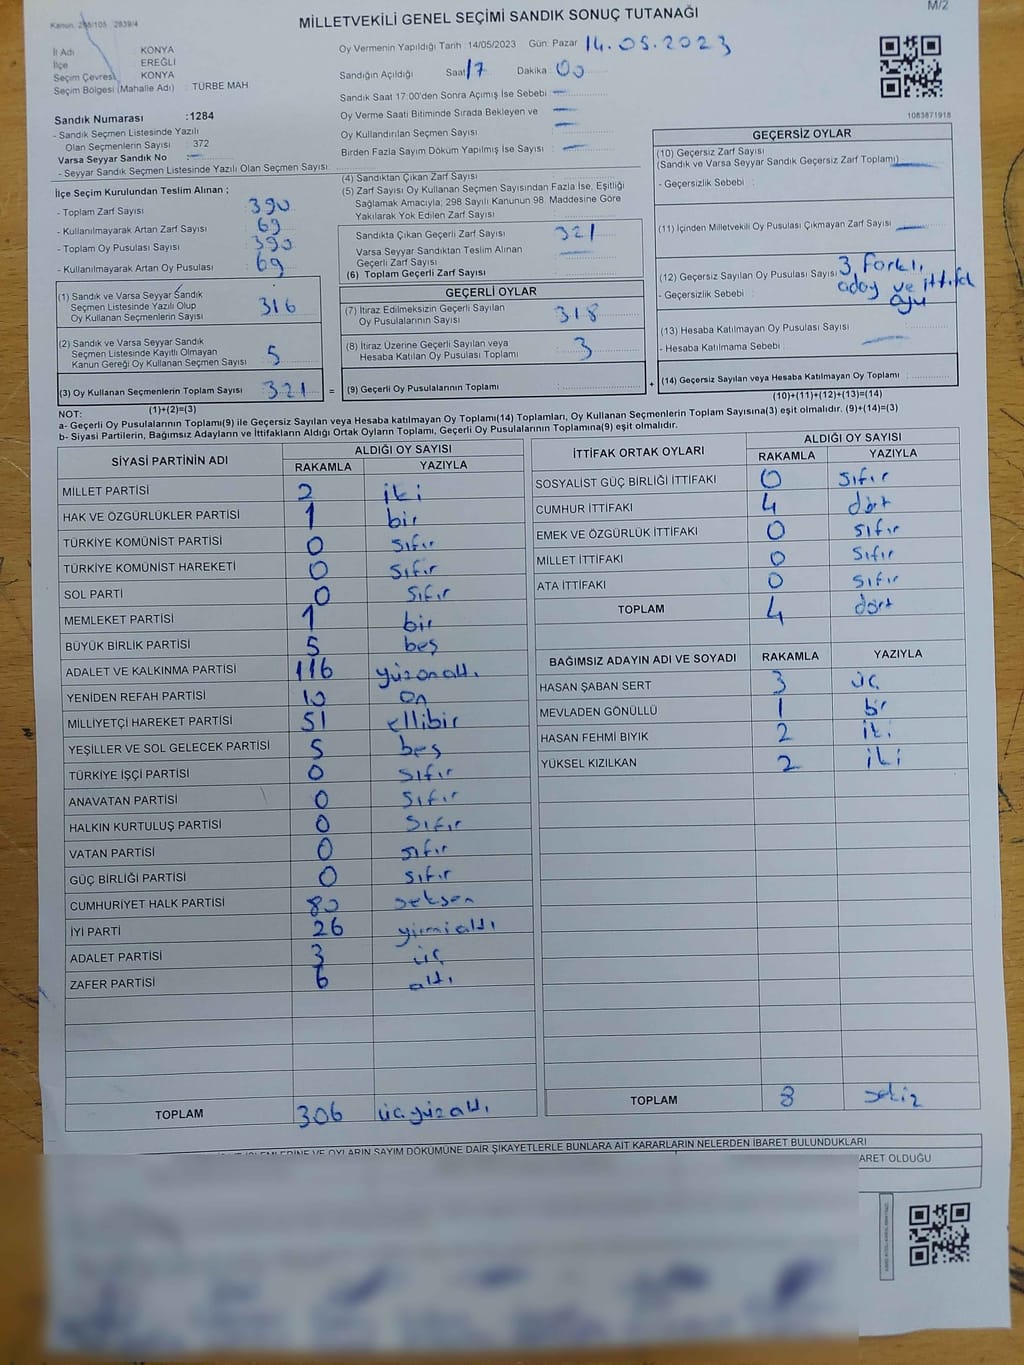 Kanun. 298/105 2839/4
MİLLETVEKİLİ GENEL SEÇİMİ SANDIK SONUÇ TUTANAĞI
M/2
İl Adı : KONYA
İlçe : EREĞLİ
Seçim Çevresi : KONYA
Seçim Bölgesi (Mahalle Adı) : TÜRBE MAH
Sandık Numarası :1284
- Sandık Seçmen Listesinde Yazılı
Olan Seçmenlerin Sayısı : 372
Varsa Seyyar Sandık No : —
- Seyyar Sandık Seçmen Listesinde Yazılı Olan Seçmen Sayısı
Oy Vermenin Yapıldığı Tarih : 14/05/2023 Gün: Pazar 14.05.2023
Sandığın Açıldığı Saat 17 Dakika : 00
Sandık Saat 17:00'den Sonra Açımış İse Sebebi : —
Oy Verme Saati Bitiminde Sırada Bekleyen ve —
Oy Kullandırılan Seçmen Sayısı : —
Birden Fazla Sayım Döküm Yapılmış İse Sayısı : —
1083871918
İlçe Seçim Kurulundan Teslim Alınan ;
- Toplam Zarf Sayısı : 390
- Kullanılmayarak Artan Zarf Sayısı : 69
- Toplam Oy Pusulası Sayısı : 390
- Kullanılmayarak Artan Oy Pusulası : 69
(1) Sandık ve Varsa Seyyar Sandık
Seçmen Listesinde Yazılı Olup
Oy Kullanan Seçmenlerin Sayısı : 316
(2) Sandık ve Varsa Seyyar Sandık
Seçmen Listesinde Kayıtlı Olmayan
Kanun Gereği Oy Kullanan Seçmen Sayısı : 5
(3) Oy Kullanan Seçmenlerin Toplam Sayısı : 321 =
(1)+(2)=(3)
(4) Sandıktan Çıkan Zarf Sayısı :
(5) Zarf Sayısı Oy Kullanan Seçmen Sayısından Fazla İse, Eşitliği
Sağlamak Amacıyla; 298 Sayılı Kanunun 98. Maddesine Göre
Yakılarak Yok Edilen Zarf Sayısı :
Sandıkta Çıkan Geçerli Zarf Sayısı : 321
Varsa Seyyar Sandıktan Teslim Alınan
Geçerli Zarf Sayısı : —
(6) Toplam Geçerli Zarf Sayısı :
GEÇERLİ OYLAR
(7) İtiraz Edilmeksizin Geçerli Sayılan
Oy Pusulalarının Sayısı : 318
(8) İtiraz Üzerine Geçerli Sayılan veya
Hesaba Katılan Oy Pusulası Toplamı : 3
(9) Geçerli Oy Pusulalarının Toplamı : +
GEÇERSİZ OYLAR
(10) Geçersiz Zarf Sayısı
(Sandık ve Varsa Seyyar Sandık Geçersiz Zarf Toplamı) —
- Geçersizlik Sebebi :
(11) İçinden Milletvekili Oy Pusulası Çıkmayan Zarf Sayısı : —
(12) Geçersiz Sayılan Oy Pusulası Sayısı : 3 Farklı
- Geçersizlik Sebebi : aday ve ittifak
oyu
(13) Hesaba Katılmayan Oy Pusulası Sayısı :
- Hesaba Katılmama Sebebi : —
(14) Geçersiz Sayılan veya Hesaba Katılmayan Oy Toplamı :
(10)+(11)+(12)+(13)=(14)
NOT:
a- Geçerli Oy Pusulalarının Toplamı(9) ile Geçersiz Sayılan veya Hesaba katılmayan Oy Toplamı(14) Toplamları, Oy Kullanan Seçmenlerin Toplam Sayısına(3) eşit olmalıdır. (9)+(14)=(3)
b- Siyasi Partilerin, Bağımsız Adayların ve İttifakların Aldığı Ortak Oyların Toplamı, Geçerli Oy Pusulalarının Toplamına(9) eşit olmalıdır.
SİYASİ PARTİNİN ADI ALDIĞI OY SAYISI
RAKAMLA YAZIYLA
MİLLET PARTİSİ 2 iki
HAK VE ÖZGÜRLÜKLER PARTİSİ 1 bir
TÜRKİYE KOMÜNİST PARTİSİ 0 sıfır
TÜRKİYE KOMÜNİST HAREKETİ 0 sıfır
SOL PARTİ 0 sıfır
MEMLEKET PARTİSİ 1 bir
BÜYÜK BİRLİK PARTİSİ 5 beş
ADALET VE KALKINMA PARTİSİ 116 yüzonaltı
YENİDEN REFAH PARTİSİ 10 on
MİLLİYETÇİ HAREKET PARTİSİ 51 ellibir
YEŞİLLER VE SOL GELECEK PARTİSİ 5 beş
TÜRKİYE İŞÇİ PARTİSİ 0 sıfır
ANAVATAN PARTİSİ 0 sıfır
HALKIN KURTULUŞ PARTİSİ 0 sıfır
VATAN PARTİSİ 0 sıfır
GÜÇ BİRLİĞİ PARTİSİ 0 sıfır
CUMHURİYET HALK PARTİSİ 80 seksen
İYİ PARTİ 26 yirmialtı
ADALET PARTİSİ 3 üç
ZAFER PARTİSİ 6 altı
TOPLAM 306 üçyüzaltı
İTTİFAK ORTAK OYLARI ALDIĞI OY SAYISI
RAKAMLA YAZIYLA
SOSYALİST GÜÇ BİRLİĞİ İTTİFAKI 0 sıfır
CUMHUR İTTİFAKI 4 dört
EMEK VE ÖZGÜRLÜK İTTİFAKI 0 sıfır
MİLLET İTTİFAKI 0 sıfır
ATA İTTİFAKI 0 sıfır
TOPLAM 4 dört
BAĞIMSIZ ADAYIN ADI VE SOYADI RAKAMLA YAZIYLA
HASAN ŞABAN SERT 3 üç
MEVLADEN GÖNÜLLÜ 1 bir
HASAN FEHMİ BIYIK 2 iki
YÜKSEL KIZILKAN 2 iki
TOPLAM 8 sekiz
İŞLEMLERİNE VE OYLARIN SAYIM DÖKÜMÜNE DAİR ŞİKAYETLERLE BUNLARA AİT KARARLARIN NELERDEN İBARET BULUNDUKLARI
ARET OLDUĞU